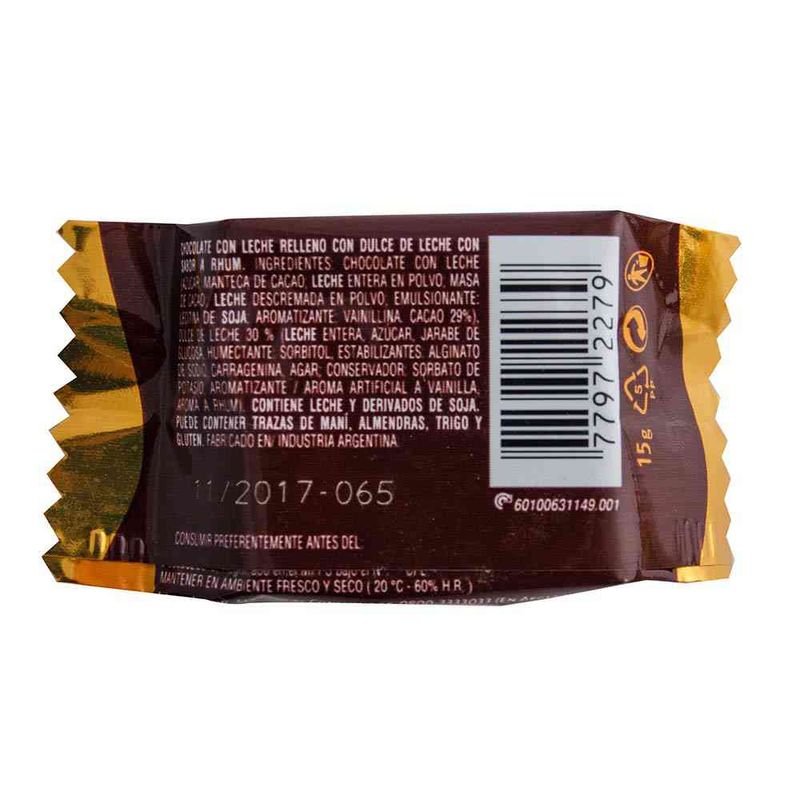 CHOCOLATE CON LECHE RELLENO CON DULCE DE LECHE CON
SABOR A RHUM. INGREDIENTES: CHOCOLATE CON LECHE
(AZÚCAR, MANTECA DE CACAO, LECHE ENTERA EN POLVO, MASA
DE CACAO, LECHE DESCREMADA EN POLVO, EMULSIONANTE:
LECITINA DE SOJA, AROMATIZANTE: VAINILLINA. CACAO 29%),
DULCE DE LECHE 30 % (LECHE ENTERA, AZÚCAR, JARABE DE
GLUCOSA, HUMECTANTE: SORBITOL, ESTABILIZANTES: ALGINATO
DE SODIO, CARRAGENINA, AGAR; CONSERVADOR: SORBATO DE
POTASIO, AROMATIZANTE / AROMA ARTIFICIAL A VAINILLA,
AROMA A RHUM). CONTIENE LECHE Y DERIVADOS DE SOJA.
PUEDE CONTENER TRAZAS DE MANÍ, ALMENDRAS, TRIGO Y
GLUTEN. FABRICADO EN/ INDUSTRIA ARGENTINA.
11/2017-065
CONSUMIR PREFERENTEMENTE ANTES DEL:
MANTENER EN AMBIENTE FRESCO Y SECO (20 °C - 60% H.R.)
7797 2279
60100631149.001
5
PP
15g